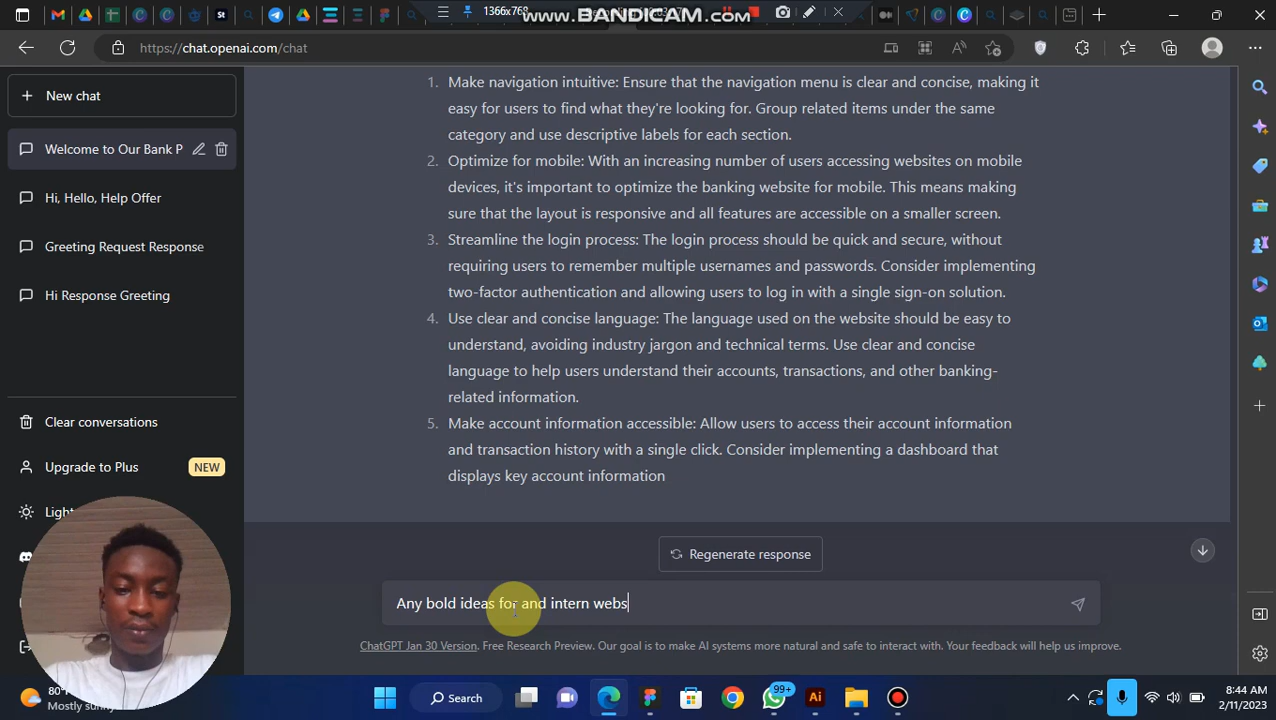 1366x768
www.BANDICAM.com
https://chat.openai.com/chat
New chat
Welcome to Our Bank P
Hi, Hello, Help Offer
Greeting Request Response
Hi Response Greeting
Clear conversations
Upgrade to Plus
NEW
Light
1. Make navigation intuitive: Ensure that the navigation menu is clear and concise, making it
easy for users to find what they're looking for. Group related items under the same
category and use descriptive labels for each section.
2. Optimize for mobile: With an increasing number of users accessing websites on mobile
devices, it's important to optimize the banking website for mobile. This means making
sure that the layout is responsive and all features are accessible on a smaller screen.
3. Streamline the login process: The login process should be quick and secure, without
requiring users to remember multiple usernames and passwords. Consider implementing
two-factor authentication and allowing users to log in with a single sign-on solution.
4. Use clear and concise language: The language used on the website should be easy to
understand, avoiding industry jargon and technical terms. Use clear and concise
language to help users understand their accounts, transactions, and other banking-
related information.
5. Make account information accessible: Allow users to access their account information
and transaction history with a single click. Consider implementing a dashboard that
displays key account information
Regenerate response
Any bold ideas for and intern webs
ChatGPT Jan 30 Version. Free Research Preview. Our goal is to make AI systems more natural and safe to interact with. Your feedback will help us improve.
Mostly sunny
Search
99+
8:44 AM
2/11/2023